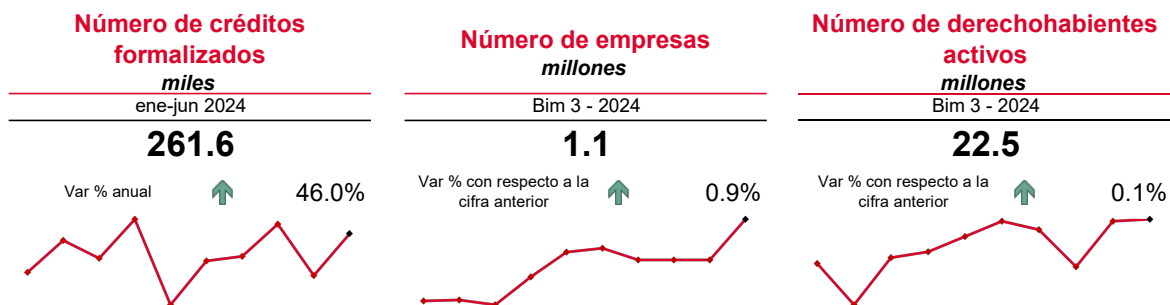 Número de créditos
formalizados
miles
ene-jun 2024
261.6
Var % anual
46.0%
Número de empresas
millones
Bim 3 - 2024
1.1
Var % con respecto a la
cifra anterior
0.9%
Número de derechohabientes
activos
millones
Bim 3 - 2024
22.5
Var % con respecto a la
cifra anterior
0.1%